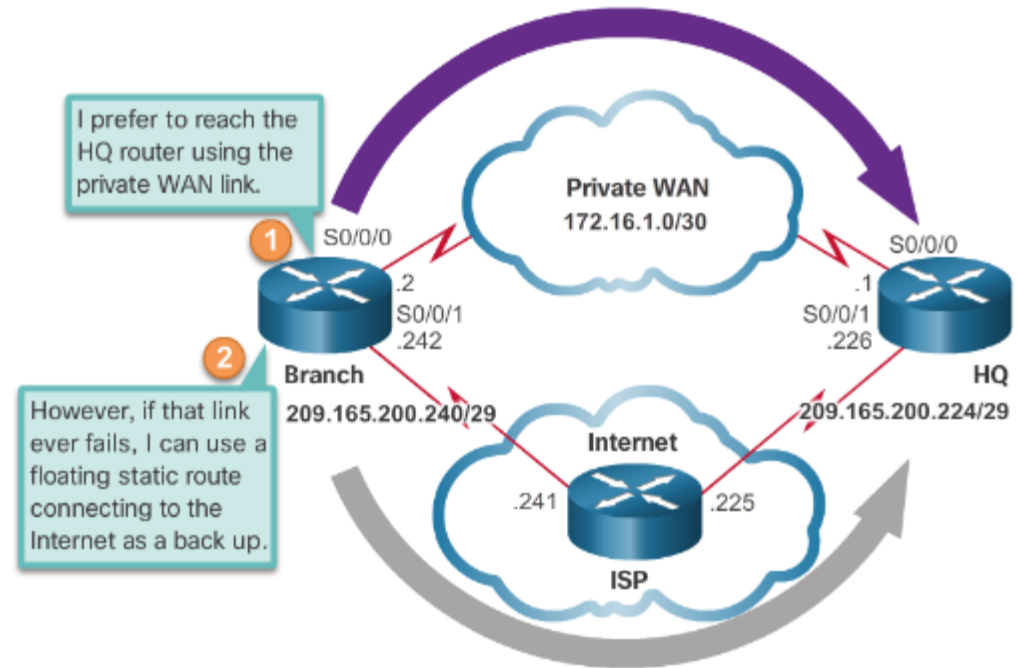 I prefer to reach the
HQ router using the
private WAN link.
Private WAN
172.16.1.0/30
1
S0/0/0
S0/0/0
.2
.1
S0/0/1
S0/0/1
.242
.226
2
Branch
HQ
209.165.200.240/29
209.165.200.224/29
However, if that link
ever fails, I can use a
floating static route
connecting to the
Internet as a back up.
Internet
.241
.225
ISP